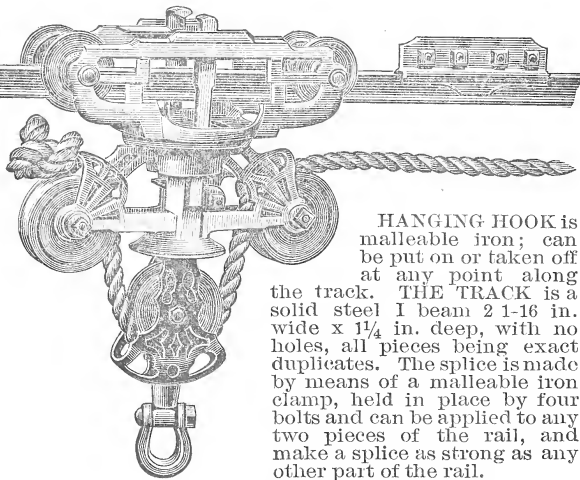 HANGING HOOK is
malleable iron; can
be put on or taken off
at any point along
the track. THE TRACK is a
solid steel I beam 2 1-16 in.
wide x 1¼ in. deep, with no
holes, all pieces being exact
duplicates. The splice is made
by means of a malleable iron
clamp, held in place by four
bolts and can be applied to any
two pieces of the rail, and
make a splice as strong as any
other part of the rail.